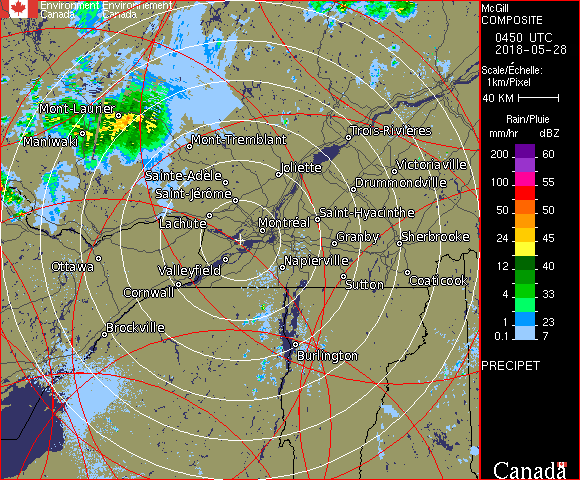 Environment Environnement
Canada Canada
McGill
COMPOSITE
0450 UTC
2018-05-28
Scale/Échelle:
1km/Pixel
40 KM
Rain/Pluie
mm/hr dBZ
200 60
100 55
50 50
24 45
12 40
4 33
1 23
0.1 7
PRECIPET
Canada
Mont-Laurier
Maniwaki
Mont-Tremblant
Trois-Rivières
Sainte-Adèle
Joliette
Victoriaville
Saint-Jérôme
Drummondville
Lachute
Montréal
Saint-Hyacinthe
Granby
Sherbrooke
Ottawa
Valleyfield
Napierville
Cornwall
Sutton
Coaticook
Brockville
Burlington